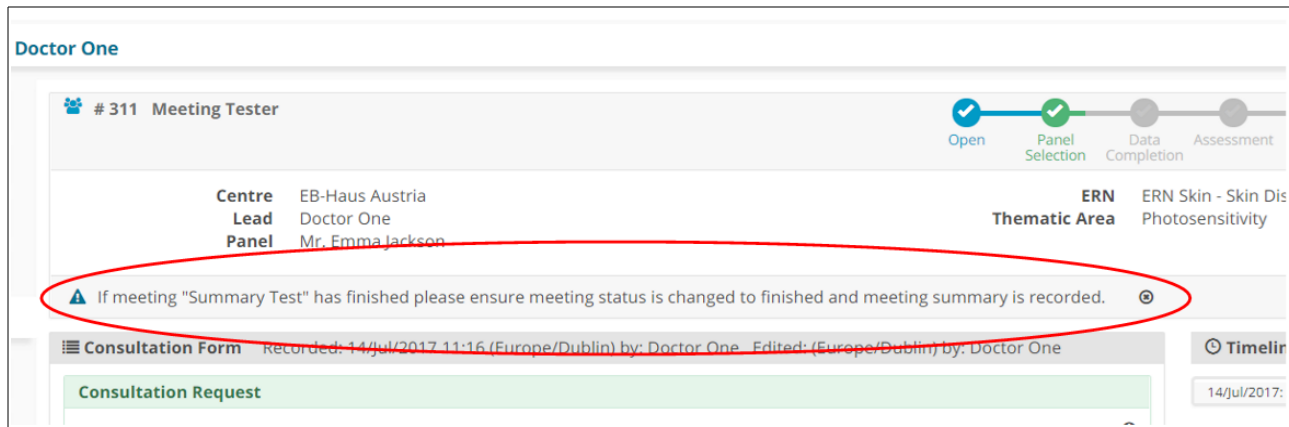 Doctor One
# 311 Meeting Tester
Open
Panel Selection
Data Completion
Assessment
Centre EB-Haus Austria
Lead Doctor One
Panel Mr. Emma Jackson
ERN ERN Skin - Skin Dis
Thematic Area Photosensitivity
If meeting "Summary Test" has finished please ensure meeting status is changed to finished and meeting summary is recorded.
Consultation Form Recorded: 14/Jul/2017 11:16 (Europe/Dublin) by: Doctor One Edited: (Europe/Dublin) by: Doctor One
Timelin
Consultation Request
14/Jul/2017: